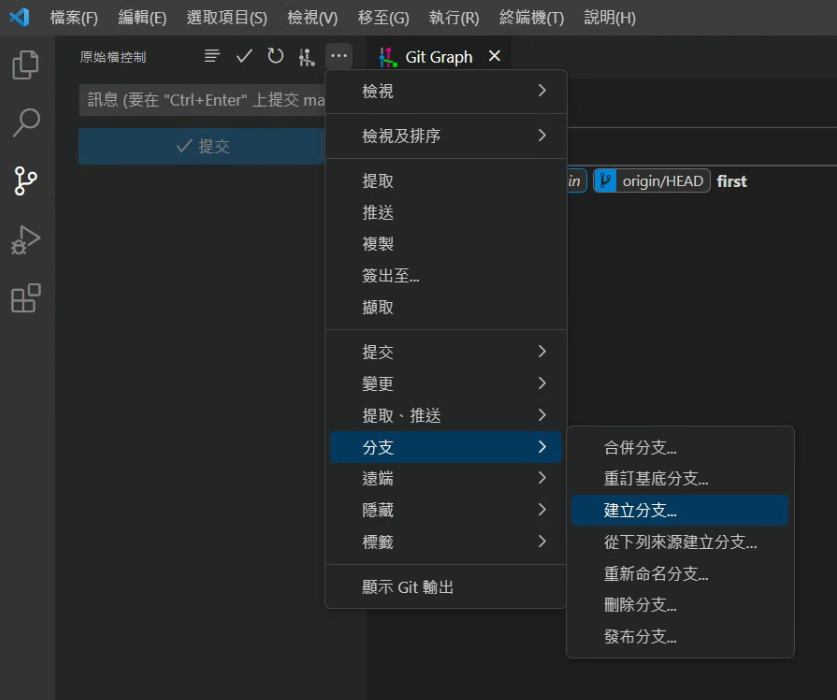 檔案(F) 編輯(E) 選取項目(S) 檢視(V) 移至(G) 執行(R) 終端機(T) 說明(H)
原始檔控制
Git Graph
訊息 (要在 "Ctrl+Enter" 上提交 ma
提交
檢視
檢視及排序
提取
推送
複製
簽出至...
擷取
提交
變更
提取、推送
分支
遠端
隱藏
標籤
顯示 Git 輸出
in origin/HEAD first
合併分支...
重訂基底分支...
建立分支...
從下列來源建立分支...
重新命名分支...
刪除分支...
發布分支...